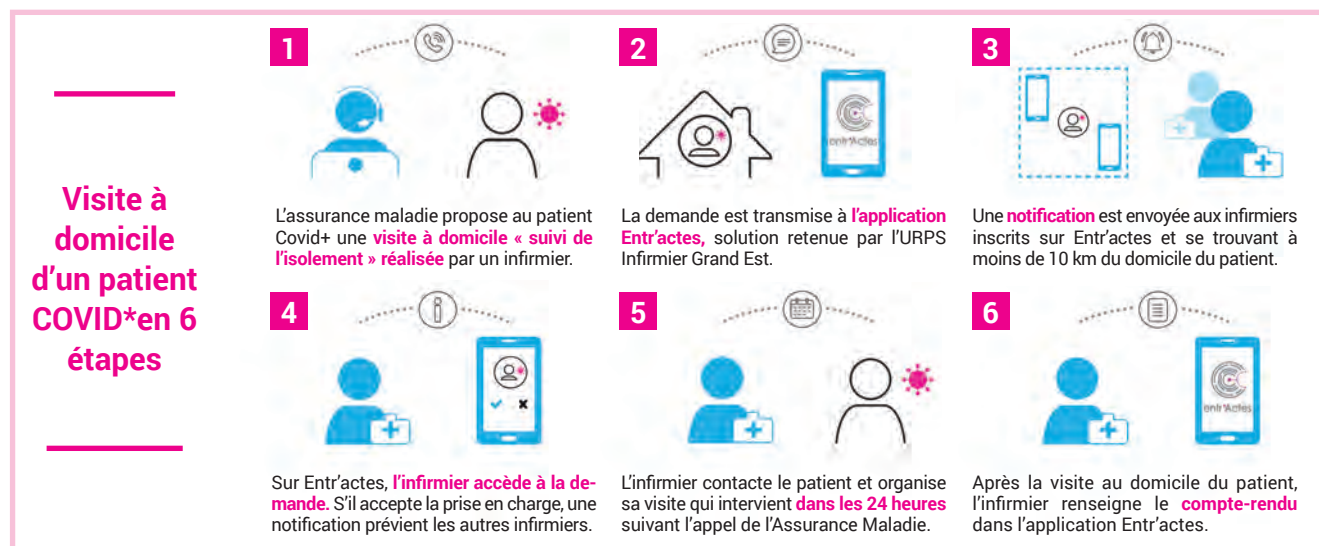 Visite à
domicile
d'un patient
COVID*en 6
étapes
1
L'assurance maladie propose au patient
Covid+ une visite à domicile « suivi de
l'isolement » réalisée par un infirmier.
2
entr'Actes
La demande est transmise à l'application
Entr'actes, solution retenue par l'URPS
Infirmier Grand Est.
3
Une notification est envoyée aux infirmiers
inscrits sur Entr'actes et se trouvant à
moins de 10 km du domicile du patient.
4
Sur Entr'actes, l'infirmier accède à la de-
mande. S'il accepte la prise en charge, une
notification prévient les autres infirmiers.
5
L'infirmier contacte le patient et organise
sa visite qui intervient dans les 24 heures
suivant l'appel de l'Assurance Maladie.
6
entr'Actes
Après la visite au domicile du patient,
l'infirmier renseigne le compte-rendu
dans l'application Entr'actes.